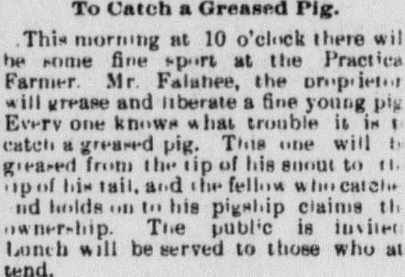 To Catch a Greased Pig.
This morning at 10 o'clock there wil
be some fine sport at the Practica
Farmer. Mr. Falahee, the proprietor
will grease and liberate a fine young pig
Every one knows what trouble it is t
catch a greased pig. This one will b
greased from the tip of his snout to th
tip of his tail, and the fellow who catche
and holds on to his pigship claims th
ownership. The public is invited
Lunch will be served to those who at
tend.